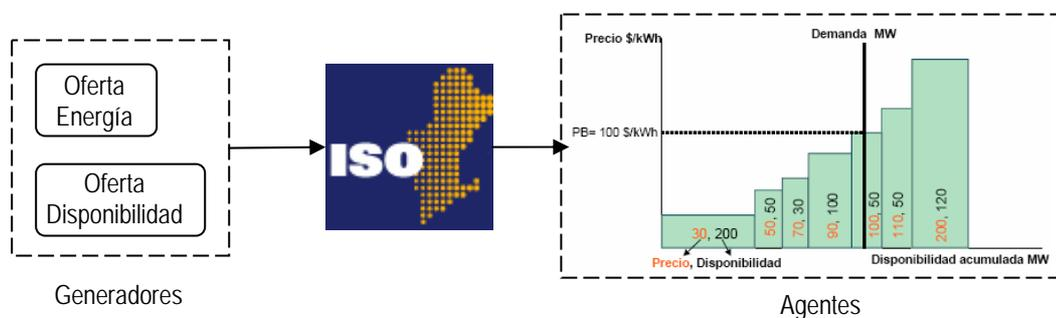 Oferta
Energía
Oferta
Disponibilidad
Generadores
ISO
Precio $/kWh
Demanda MW
PB= 100 $/kWh
30, 200
50, 50
70, 30
90, 100
100, 50
110, 50
200, 120
Precio, Disponibilidad
Disponibilidad acumulada MW
Agentes